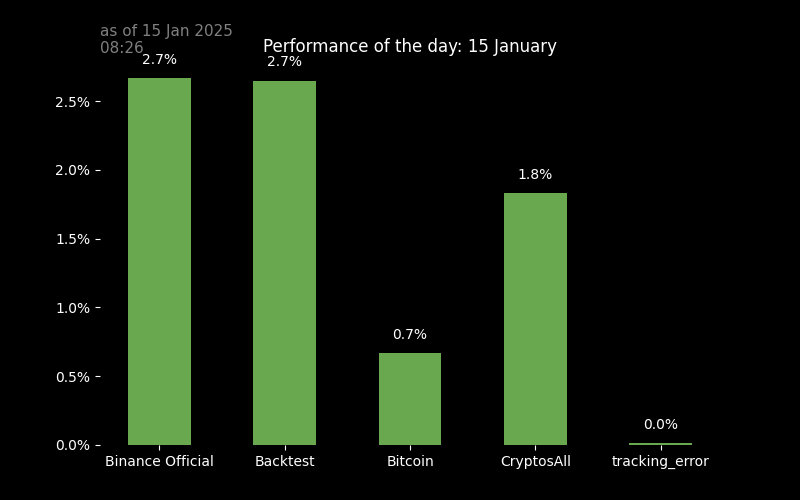 as of 15 Jan 2025
08:26
Performance of the day: 15 January
2.7%
2.7%
2.5%
2.0%
1.8%
1.5%
1.0%
0.7%
0.5%
0.0%
0.0%
Binance Official
Backtest
Bitcoin
CryptosAll
tracking_error